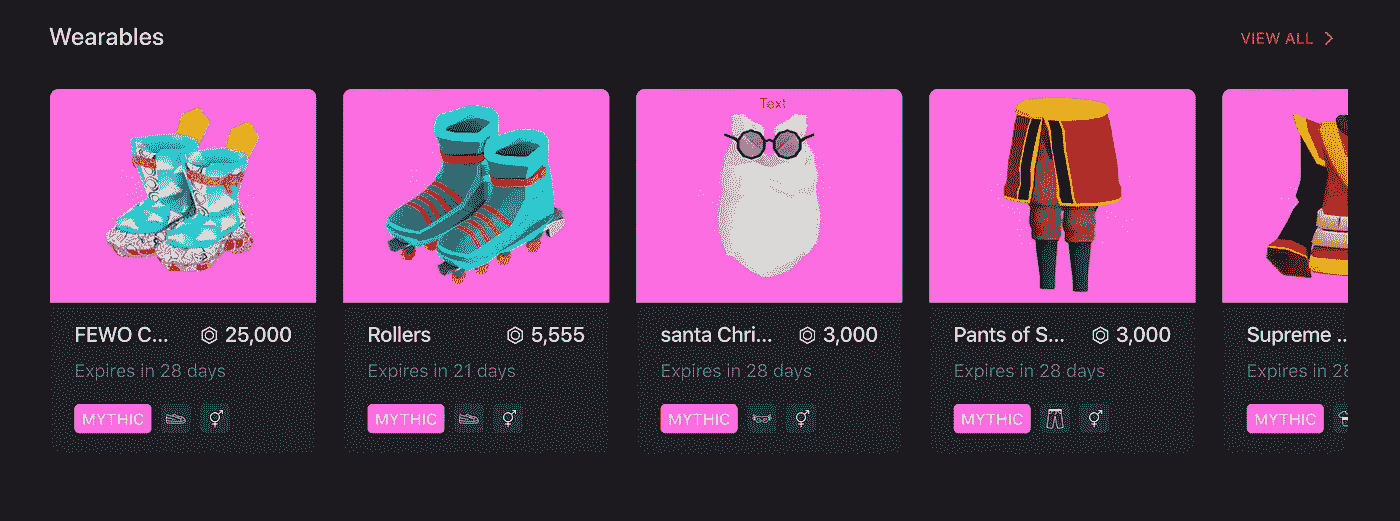 Wearables
VIEW ALL
Text
FEWO C... 25,000
Expires in 28 days
MYTHIC
Rollers 5,555
Expires in 21 days
MYTHIC
santa Chri... 3,000
Expires in 28 days
MYTHIC
Pants of S... 3,000
Expires in 28 days
MYTHIC
Supreme ..
Expires in 28
MYTHIC